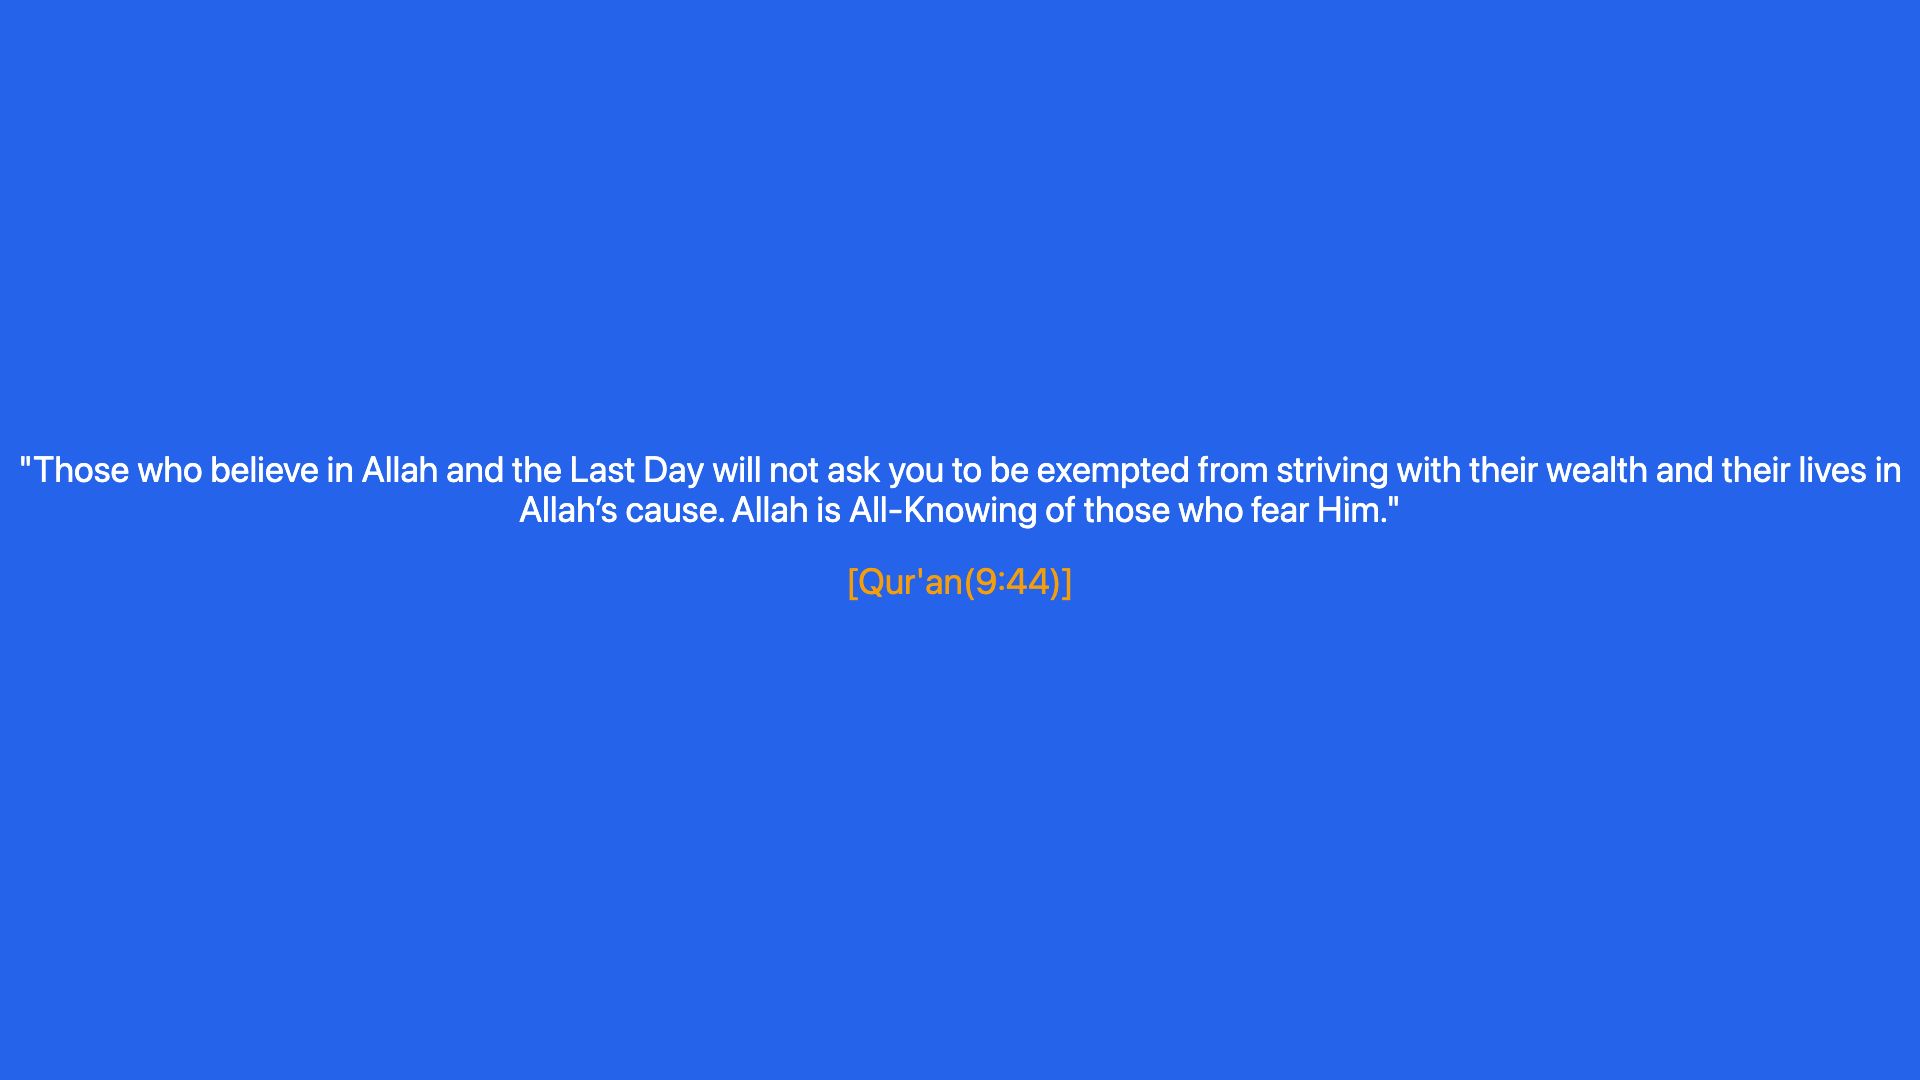 "Those who believe in Allah and the Last Day will not ask you to be exempted from striving with their wealth and their lives in
Allah’s cause. Allah is All-Knowing of those who fear Him."
[Qur'an(9:44)]